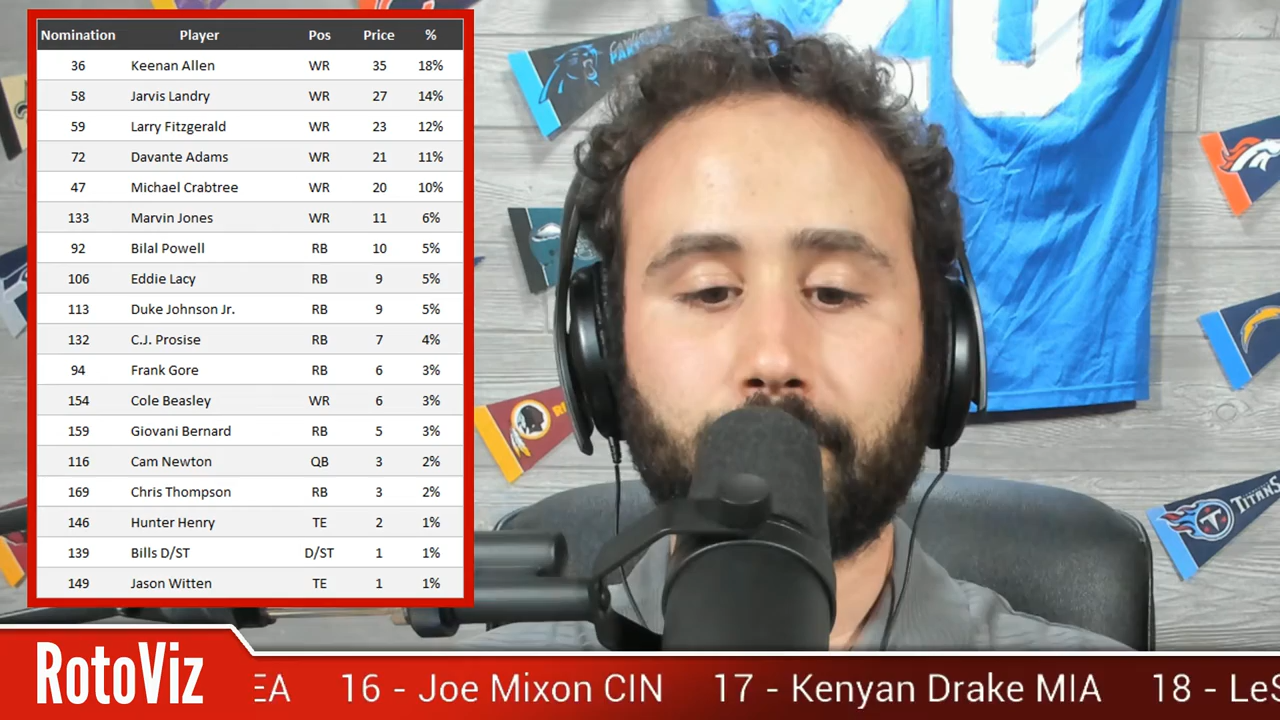 Nomination Player Pos Price %
36 Keenan Allen WR 35 18%
58 Jarvis Landry WR 27 14%
59 Larry Fitzgerald WR 23 12%
72 Davante Adams WR 21 11%
47 Michael Crabtree WR 20 10%
133 Marvin Jones WR 11 6%
92 Bilal Powell RB 10 5%
106 Eddie Lacy RB 9 5%
113 Duke Johnson Jr. RB 9 5%
132 C.J. Prosise RB 7 4%
94 Frank Gore RB 6 3%
154 Cole Beasley WR 6 3%
159 Giovani Bernard RB 5 3%
116 Cam Newton QB 3 2%
169 Chris Thompson RB 3 2%
146 Hunter Henry TE 2 1%
139 Bills D/ST D/ST 1 1%
149 Jason Witten TE 1 1%
20
TITANS
RotoViz
EA 16 - Joe Mixon CIN 17 - Kenyan Drake MIA 18 - LeS